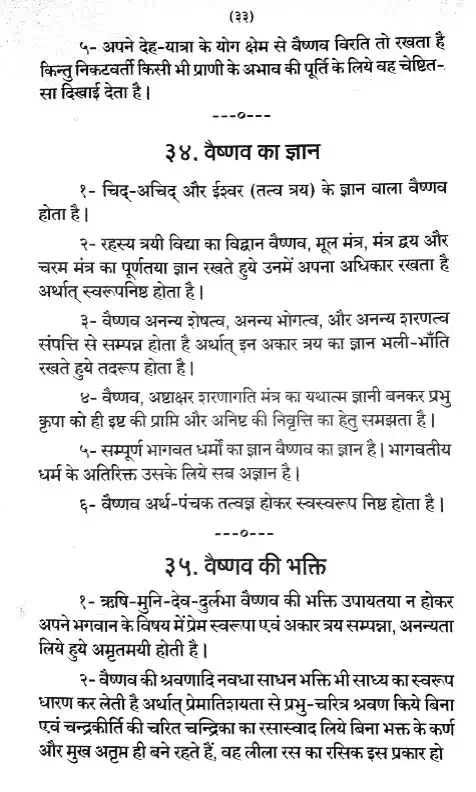 (३३)
५- अपने देह-यात्रा के योग क्षेम से वैष्णव विरति तो रखता है
किन्तु निकटवर्ती किसी भी प्राणी के अभाव की पूर्ति के लिये वह चेष्टित-
सा दिखाई देता है।
---०---
३४. वैष्णव का ज्ञान
१- चिद्-अचिद् और ईश्वर (तत्व त्रय) के ज्ञान वाला वैष्णव
होता है।
२- रहस्य त्रयी विद्या का विद्वान वैष्णव, मूल मंत्र, मंत्र द्वय और
चरम मंत्र का पूर्णतया ज्ञान रखते हुये उनमें अपना अधिकार रखता है
अर्थात् स्वरूपनिष्ठ होता है।
३- वैष्णव अनन्य शेषत्व, अनन्य भोगत्व, और अनन्य शरणत्व
संपत्ति से सम्पन्न होता है अर्थात् इन अकार त्रय का ज्ञान भली-भाँति
रखते हुये तदरूप होता है।
४- वैष्णव, अष्टाक्षर शरणागति मंत्र का यथात्म ज्ञानी बनकर प्रभु
कृपा को ही इष्ट की प्राप्ति और अनिष्ट की निवृत्ति का हेतु समझता है।
५- सम्पूर्ण भागवत धर्मों का ज्ञान वैष्णव का ज्ञान है। भागवतीय
धर्म के अतिरिक्त उसके लिये सब अज्ञान है।
६- वैष्णव अर्थ-पंचक तत्वज्ञ होकर स्वस्वरूप निष्ठ होता है।
---०---
३५. वैष्णव की भक्ति
१- ऋषि-मुनि-देव-दुर्लभा वैष्णव की भक्ति उपायतया न होकर
अपने भगवान के विषय में प्रेम स्वरूपा एवं अकार त्रय सम्पन्ना, अनन्यता
लिये हुये अमृतमयी होती है।
२- वैष्णव की श्रवणादि नवधा साधन भक्ति भी साध्य का स्वरूप
धारण कर लेती है अर्थात् प्रेमातिशयता से प्रभु-चरित्र श्रवण किये बिना
एवं चन्द्रकीर्ति की चरित चन्द्रिका का रसास्वाद लिये बिना भक्त के कर्ण
और मुख अतृप्त ही बने रहते हैं, वह लीला रस का रसिक इस प्रकार हो